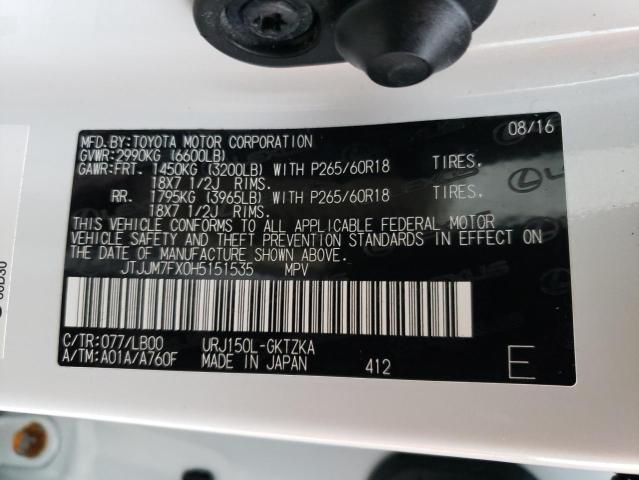 MFD.BY:TOYOTA MOTOR CORPORATION 08/16
GVWR:2990KG (6600LB)
GAWR:FRT. 1450KG (3200LB) WITH P265/60R18 TIRES.
18X7 1/2J RIMS.
RR. 1795KG (3965LB) WITH P265/60R18 TIRES.
18X7 1/2J RIMS.
THIS VEHICLE CONFORMS TO ALL APPLICABLE FEDERAL MOTOR
VEHICLE SAFETY AND THEFT PREVENTION STANDARDS IN EFFECT ON
THE DATE OF MANUFACTURE SHOWN ABOVE.
JTJJM7FX0H5151535 MPV
C/TR:077/LB00 URJ150L-GKTZKA
A/TM:A01A/A760F MADE IN JAPAN 412 E
LEXUS